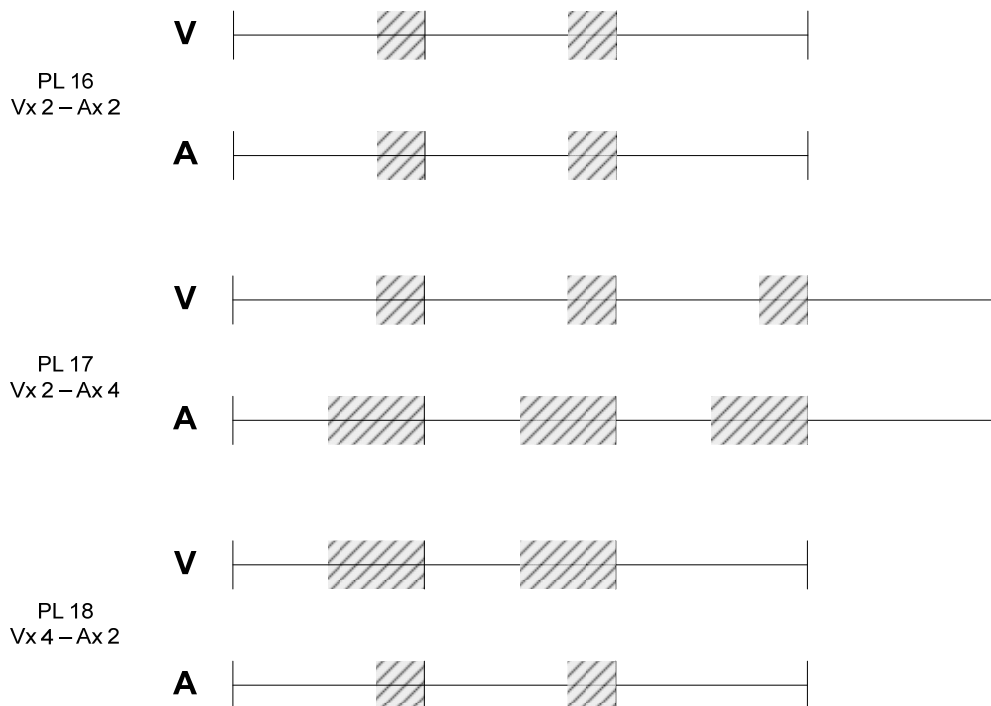 V
PL 16
Vx 2 – Ax 2
A
V
PL 17
Vx 2 – Ax 4
A
V
PL 18
Vx 4 – Ax 2
A